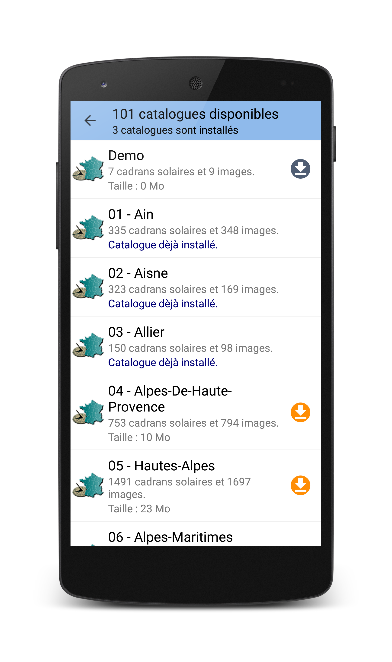 101 catalogues disponibles
3 catalogues sont installés
Demo
7 cadrans solaires et 9 images.
Taille : 0 Mo
01 - Ain
335 cadrans solaires et 348 images.
Catalogue dèjà installé.
02 - Aisne
323 cadrans solaires et 169 images.
Catalogue dèjà installé.
03 - Allier
150 cadrans solaires et 98 images.
Catalogue dèjà installé.
04 - Alpes-De-Haute-
Provence
753 cadrans solaires et 794 images.
Taille : 10 Mo
05 - Hautes-Alpes
1491 cadrans solaires et 1697
images.
Taille : 23 Mo
06 - Alpes-Maritimes